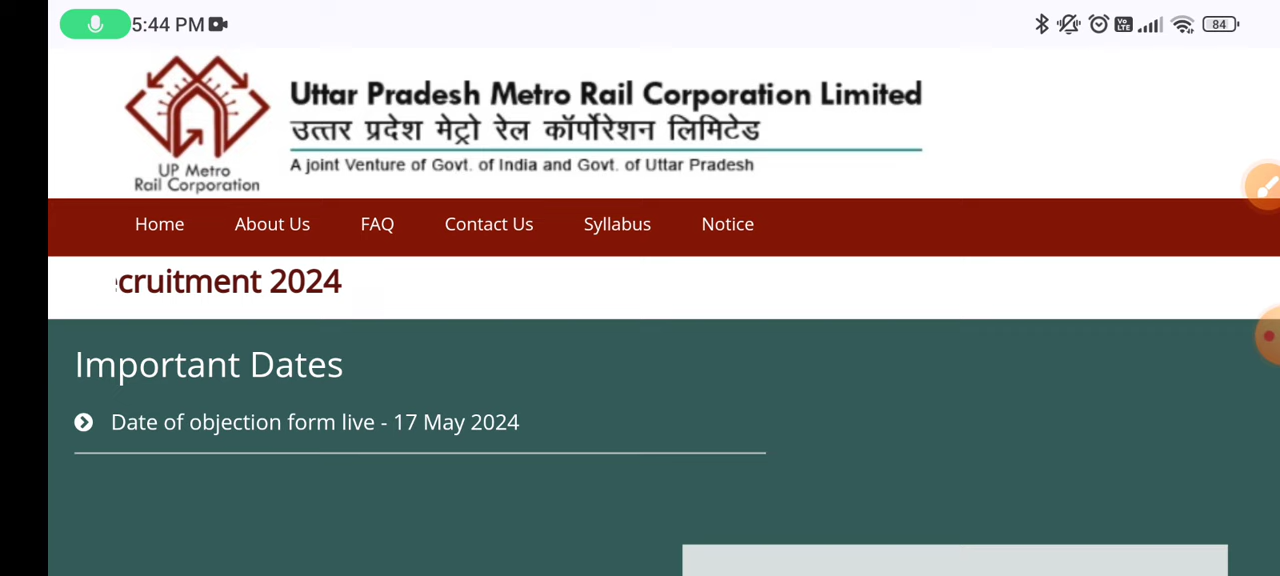 5:44 PM
Vo LTE
84
Uttar Pradesh Metro Rail Corporation Limited
उत्तर प्रदेश मेट्रो रेल कॉर्पोरेशन लिमिटेड
A joint Venture of Govt. of India and Govt. of Uttar Pradesh
UP Metro
Rail Corporation
Home About Us FAQ Contact Us Syllabus Notice
cruitment 2024
Important Dates
Date of objection form live - 17 May 2024